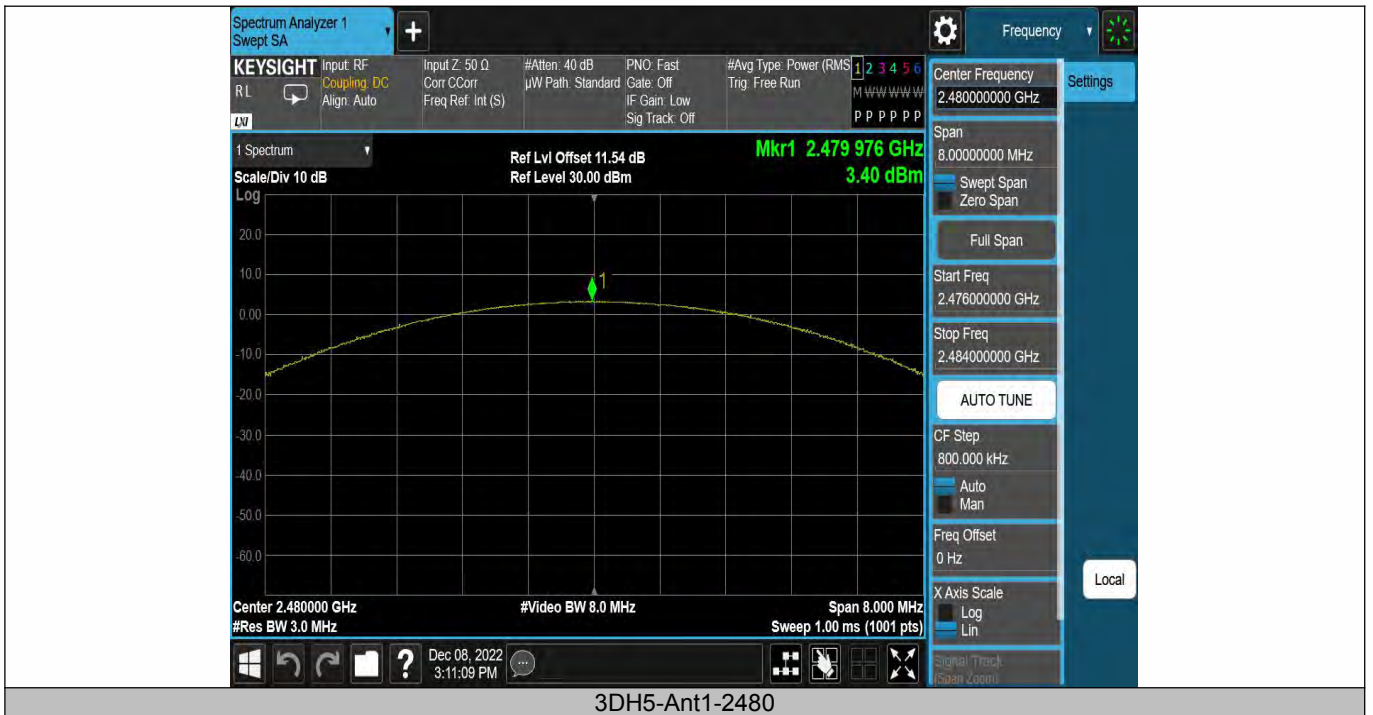 Spectrum Analyzer 1
Swept SA
+
Frequency
KEYSIGHT
RL
LXI
Input: RF
Coupling: DC
Align: Auto
Input Z: 50 Ω
Corr CCorr
Freq Ref: Int (S)
#Atten: 40 dB
µW Path: Standard
PNO: Fast
Gate: Off
IF Gain: Low
Sig Track: Off
#Avg Type: Power (RMS
Trig: Free Run
1 2 3 4 5 6
M W W W W W
P P P P P P
Center Frequency
2.480000000 GHz
Settings
Span
8.00000000 MHz
Swept Span
Zero Span
Full Span
Start Freq
2.476000000 GHz
Stop Freq
2.484000000 GHz
AUTO TUNE
CF Step
800.000 kHz
Auto
Man
Freq Offset
0 Hz
X Axis Scale
Log
Lin
Signal Track
(Span Zoom)
Local
1 Spectrum
Scale/Div 10 dB
Ref Lvl Offset 11.54 dB
Ref Level 30.00 dBm
Mkr1 2.479 976 GHz
3.40 dBm
Log
20.0
10.0
0.00
-10.0
-20.0
-30.0
-40.0
-50.0
-60.0
1
Center 2.480000 GHz
#Video BW 8.0 MHz
Span 8.000 MHz
#Res BW 3.0 MHz
Sweep 1.00 ms (1001 pts)
?
Dec 08, 2022
3:11:09 PM
3DH5-Ant1-2480